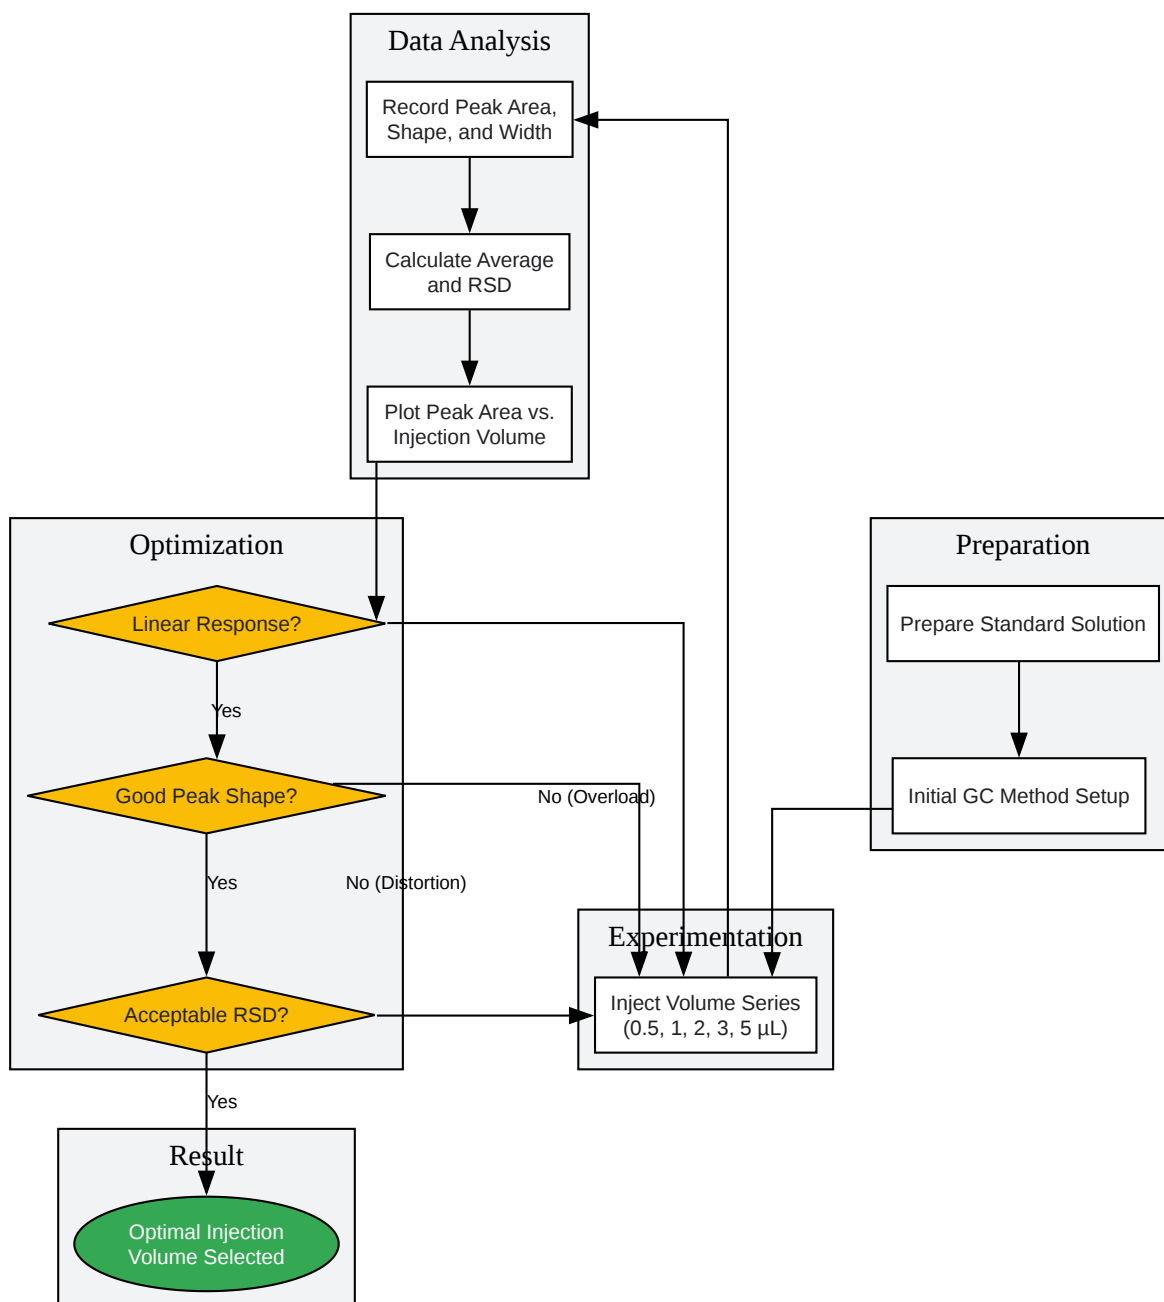 Data Analysis
Record Peak Area,
Shape, and Width
Calculate Average
and RSD
Plot Peak Area vs.
Injection Volume
Optimization
Linear Response?
Yes
Good Peak Shape?
No (Overload)
Yes
No (Distortion)
Acceptable RSD?
Yes
Preparation
Prepare Standard Solution
Initial GC Method Setup
Experimentation
Inject Volume Series
(0.5, 1, 2, 3, 5 µL)
Result
Optimal Injection
Volume Selected